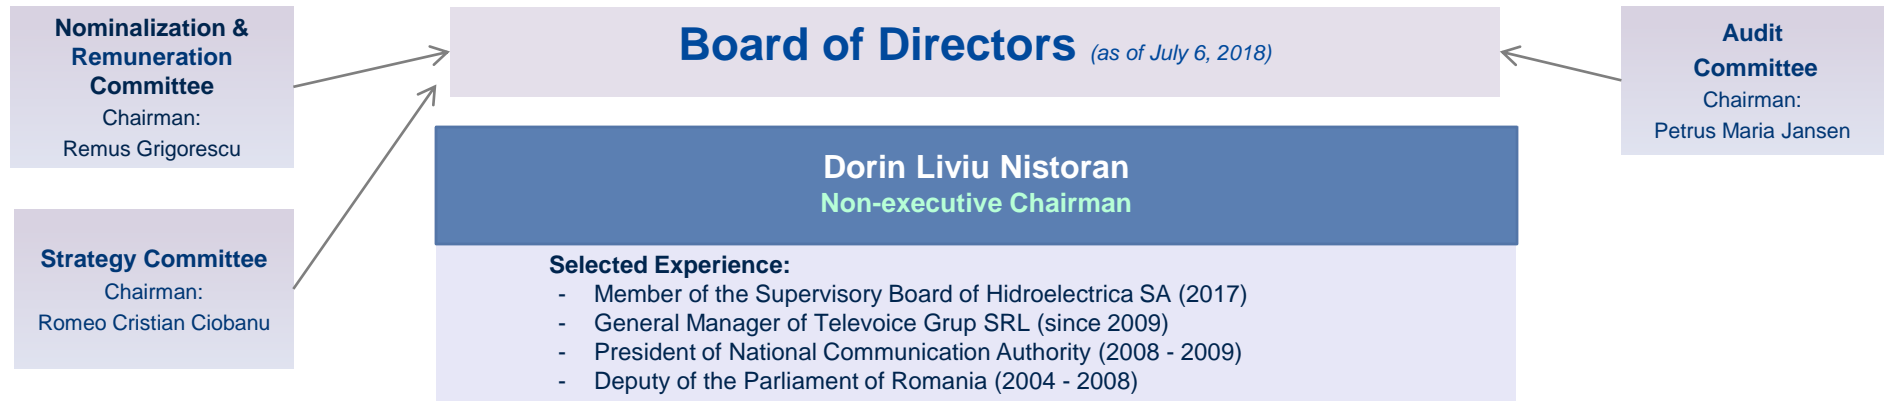 Nominalization &
Remuneration
Committee
Chairman:
Remus Grigorescu
Board of Directors (as of July 6, 2018)
Audit
Committee
Chairman:
Petrus Maria Jansen
Strategy Committee
Chairman:
Romeo Cristian Ciobanu
Dorin Liviu Nistoran
Non-executive Chairman
Selected Experience:
- Member of the Supervisory Board of Hidroelectrica SA (2017)
- General Manager of Televoice Grup SRL (since 2009)
- President of National Communication Authority (2008 - 2009)
- Deputy of the Parliament of Romania (2004 - 2008)